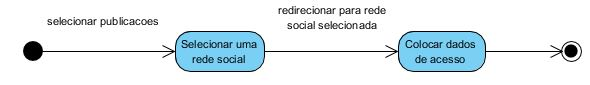 selecionar publicacoes
redirecionar para rede
social selecionada
Selecionar uma
rede social
Colocar dados
de acesso